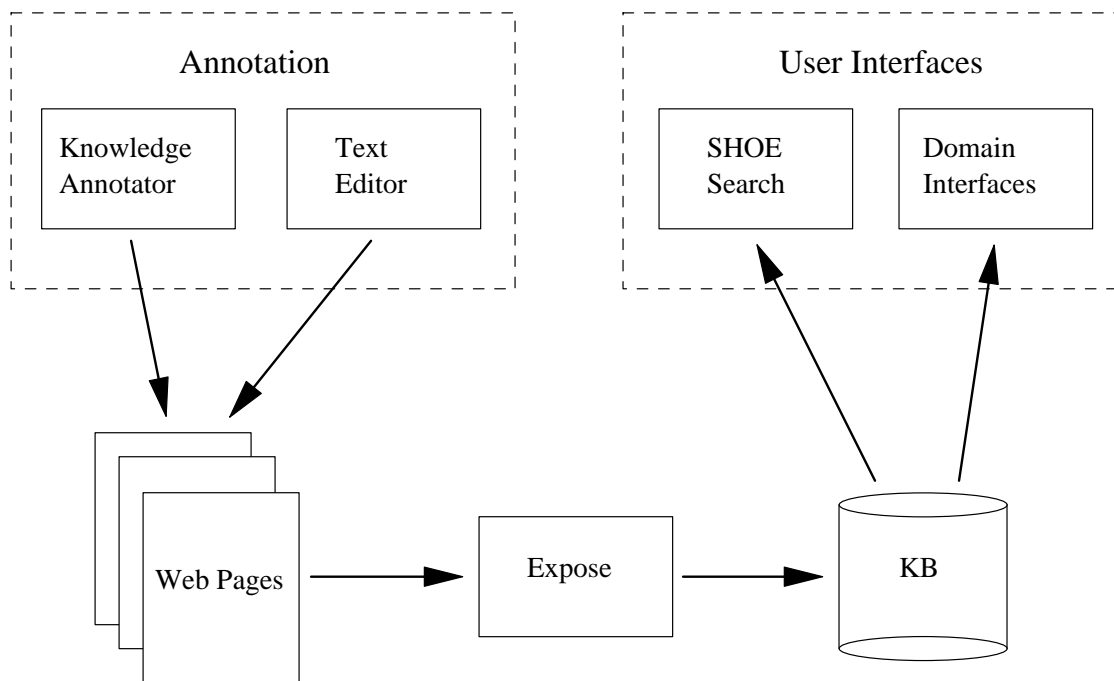 Annotation
Knowledge
Annotator
Text
Editor
User Interfaces
SHOE
Search
Domain
Interfaces
Web Pages
Expose
KB